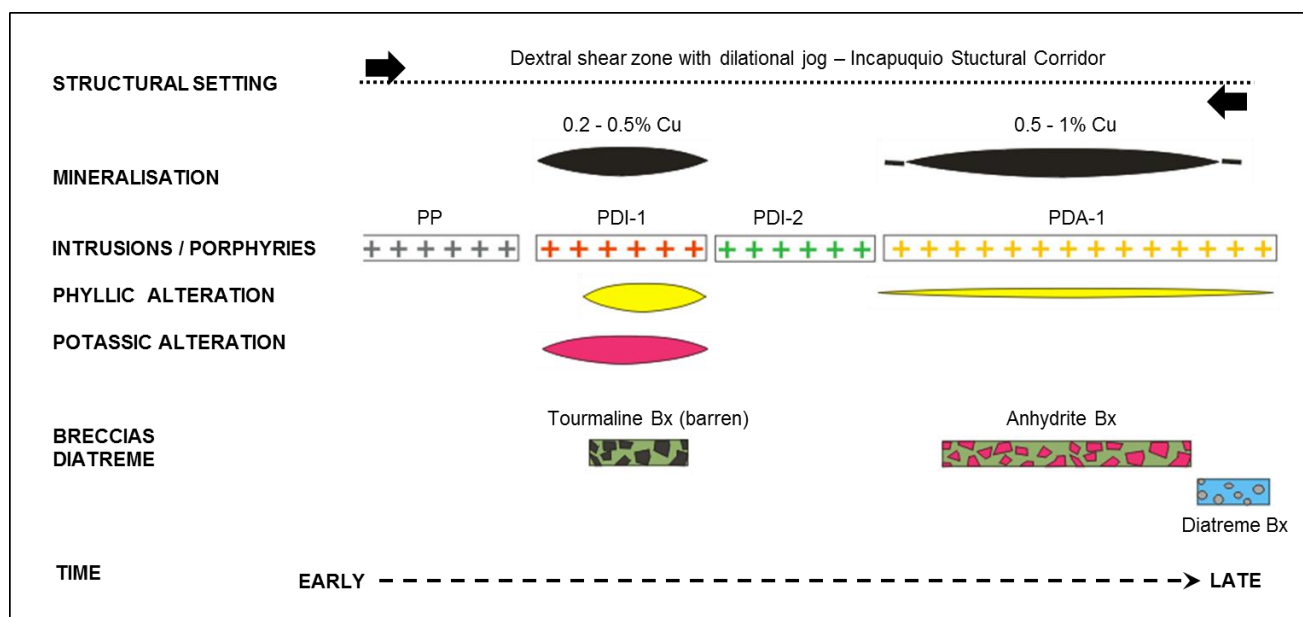 Dextral shear zone with dilational jog – Incapuquio Stuctural Corridor
STRUCTURAL SETTING
0.2 - 0.5% Cu
0.5 - 1% Cu
MINERALISATION
PP
PDI-1
PDI-2
PDA-1
INTRUSIONS / PORPHYRIES
PHYLLIC ALTERATION
POTASSIC ALTERATION
Tourmaline Bx (barren)
Anhydrite Bx
BRECCIAS
DIATREME
Diatreme Bx
TIME
EARLY
LATE